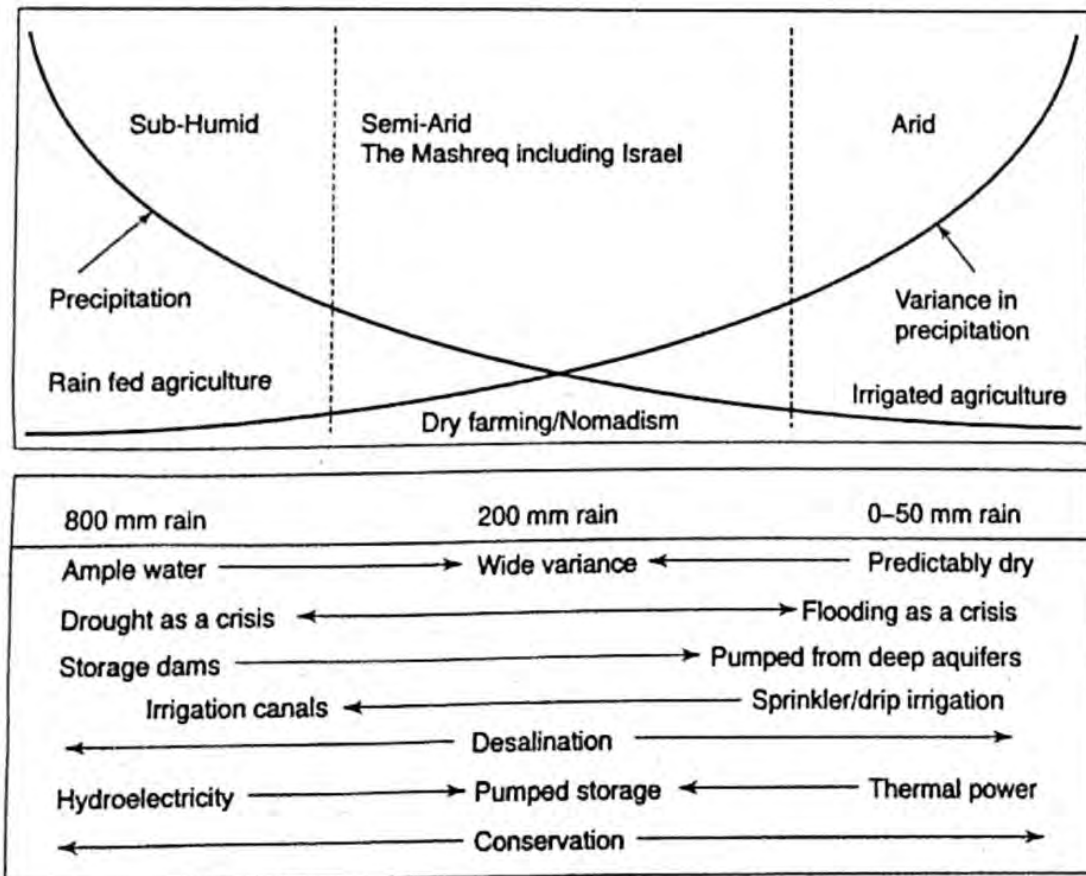 Sub-Humid
Semi-Arid
The Mashreq including Israel
Arid
Precipitation
Variance in
precipitation
Rain fed agriculture
Irrigated agriculture
Dry farming/Nomadism
800 mm rain
200 mm rain
0–50 mm rain
Ample water
Wide variance
Predictably dry
Drought as a crisis
Flooding as a crisis
Storage dams
Pumped from deep aquifers
Irrigation canals
Sprinkler/drip irrigation
Desalination
Hydroelectricity
Pumped storage
Thermal power
Conservation